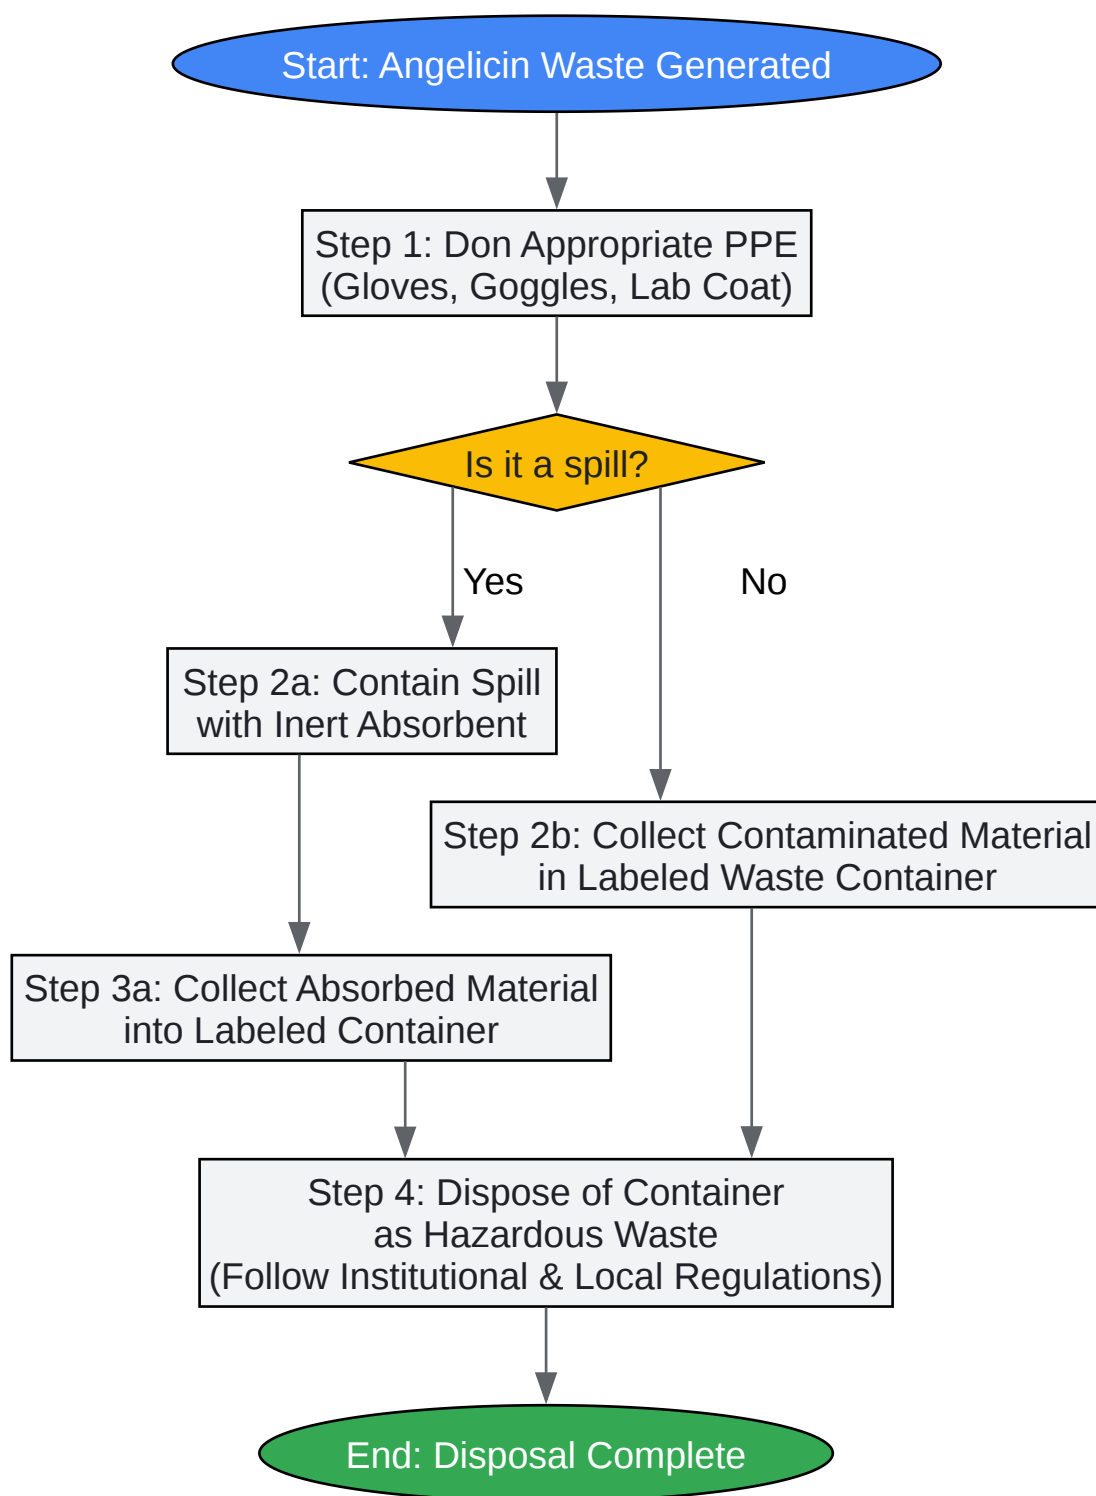 Start: Angelicin Waste Generated
Step 1: Don Appropriate PPE
(Gloves, Goggles, Lab Coat)
Is it a spill?
Yes
No
Step 2a: Contain Spill
with Inert Absorbent
Step 2b: Collect Contaminated Material
in Labeled Waste Container
Step 3a: Collect Absorbed Material
into Labeled Container
Step 4: Dispose of Container
as Hazardous Waste
(Follow Institutional & Local Regulations)
End: Disposal Complete